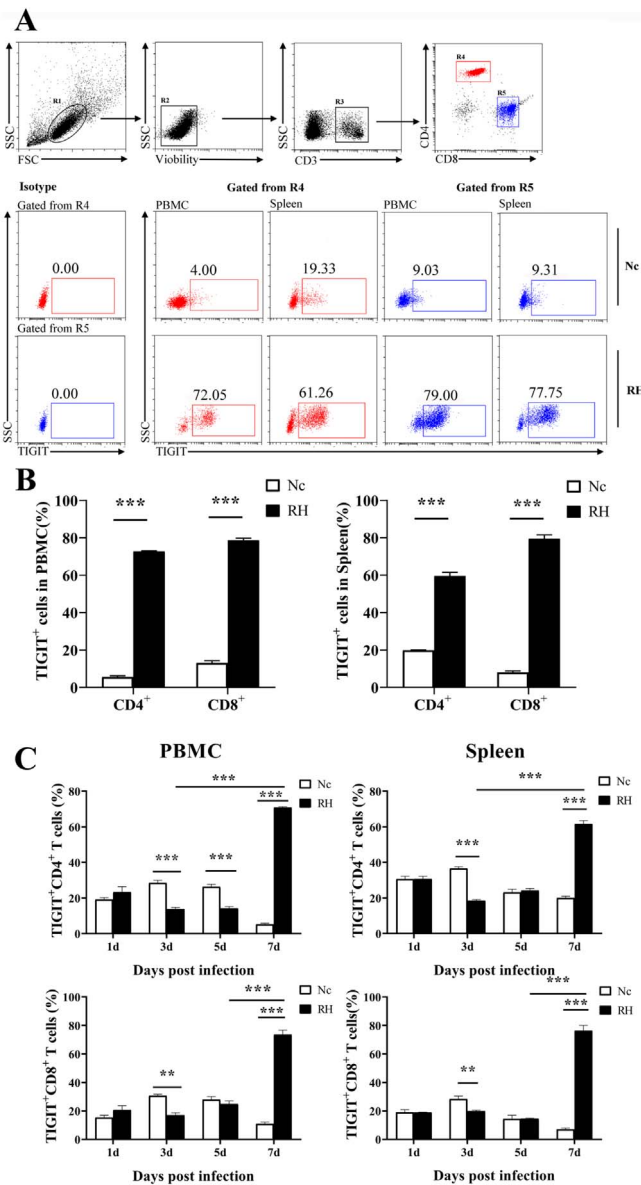 A
SSC
R1
FSC
SSC
R2
Viobility
SSC
R3
CD3
CD4
R4
R5
CD8
Isotype
Gated from R4
Gated from R5
Gated from R4
PBMC
Spleen
PBMC
Spleen
0.00
4.00
19.33
9.03
9.31
Nc
Gated from R5
0.00
72.05
61.26
79.00
77.75
RH
SSC
SSC
TIGIT
TIGIT
B
TIGIT+ cells in PBMC(%)
100
80
60
40
20
0
***
***
Nc
RH
CD4+
CD8+
TIGIT+ cells in Spleen(%)
100
80
60
40
20
0
***
***
Nc
RH
CD4+
CD8+
C
PBMC
Spleen
TIGIT+CD4+ T cells (%)
80
60
40
20
0
***
***
***
***
Nc
RH
1d
3d
5d
7d
Days post infection
TIGIT+CD4+ T cells (%)
80
60
40
20
0
***
***
***
Nc
RH
1d
3d
5d
7d
Days post infection
TIGIT+CD8+ T cells (%)
100
80
60
40
20
0
**
***
***
Nc
RH
1d
3d
5d
7d
Days post infection
TIGIT+CD8+ T cells(%)
100
80
60
40
20
0
**
***
***
Nc
RH
1d
3d
5d
7d
Days post infection